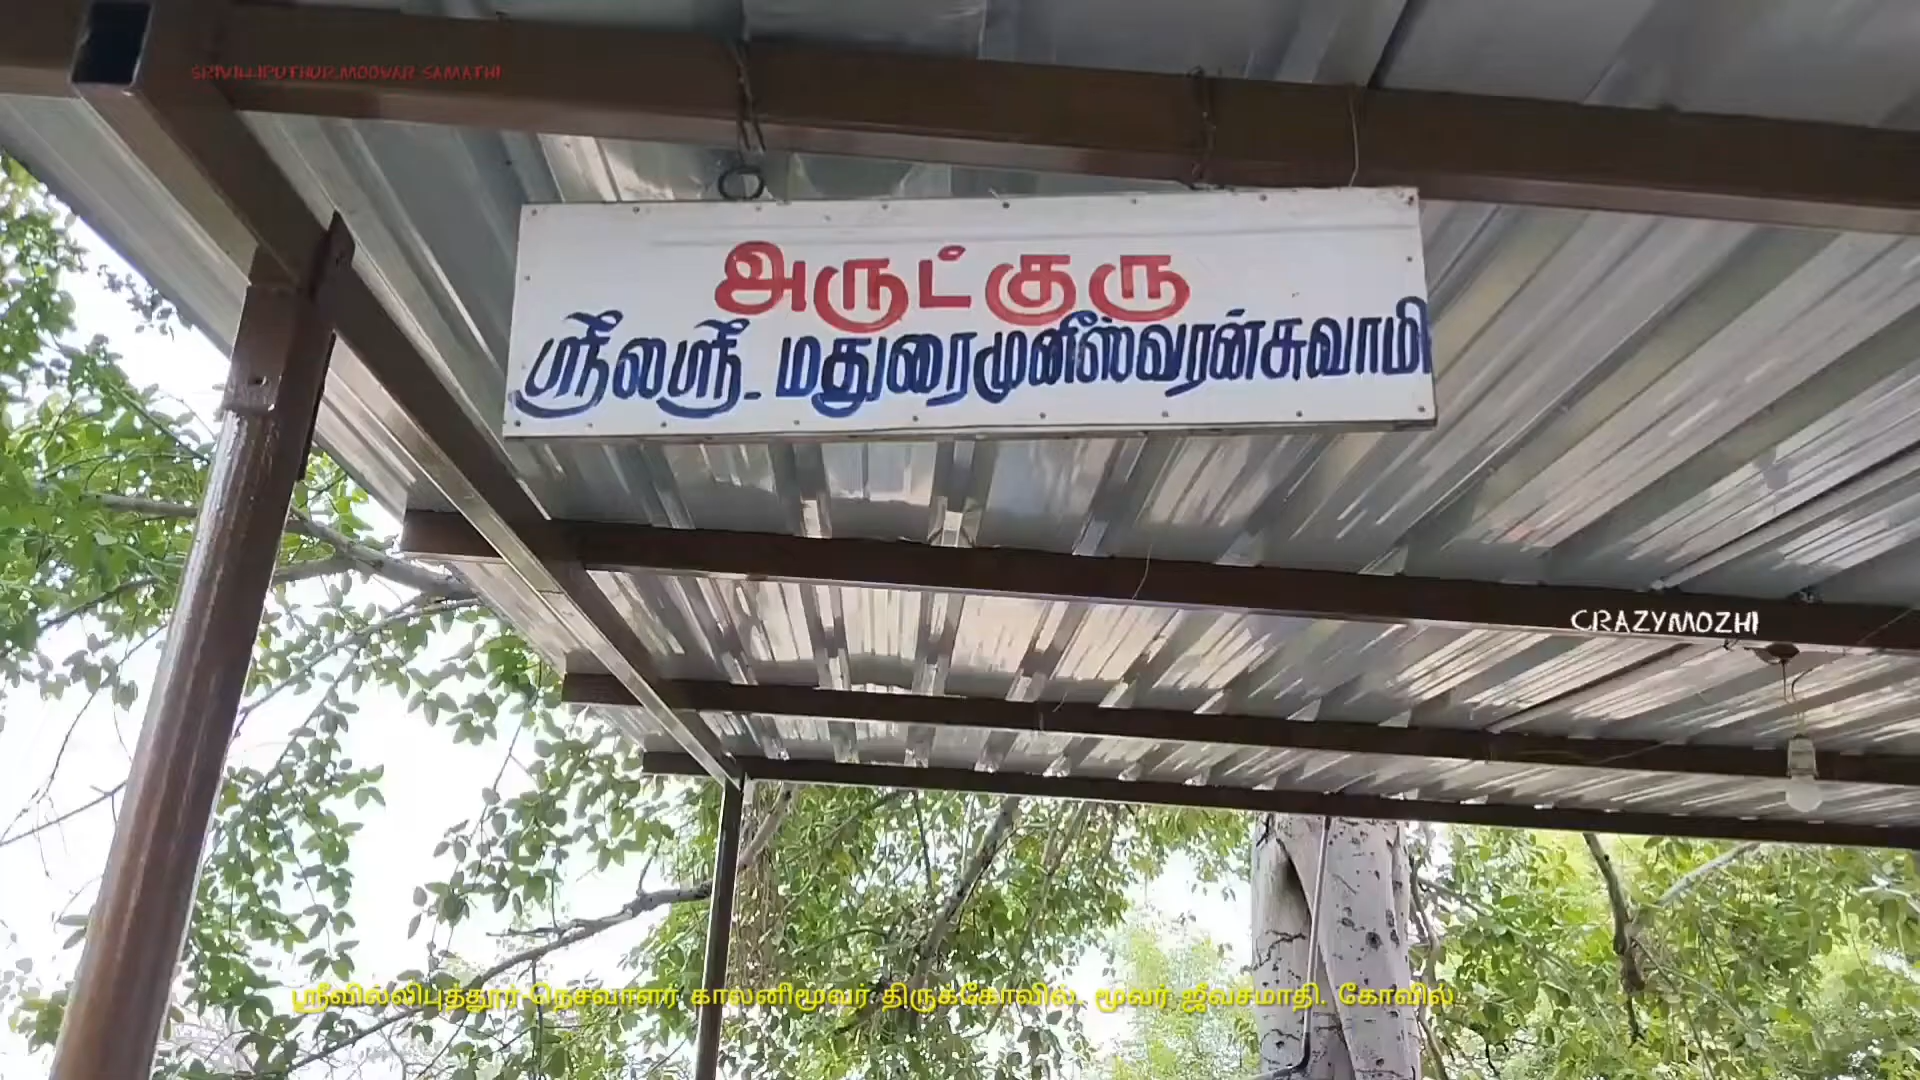 SRIVILLIPUTHUR.MOOVAR SAMATHI
அருட்குரு
ஸ்ரீலஸ்ரீ. மதுரைமுனீஸ்வரன்சுவாமி
CRAZYMOZHI
ஸ்ரீவில்லிபுத்தூர்-நெசவாளர் காலனிமூவர் திருக்கோவில். மூவர் ஜீவசமாதி. கோவில்